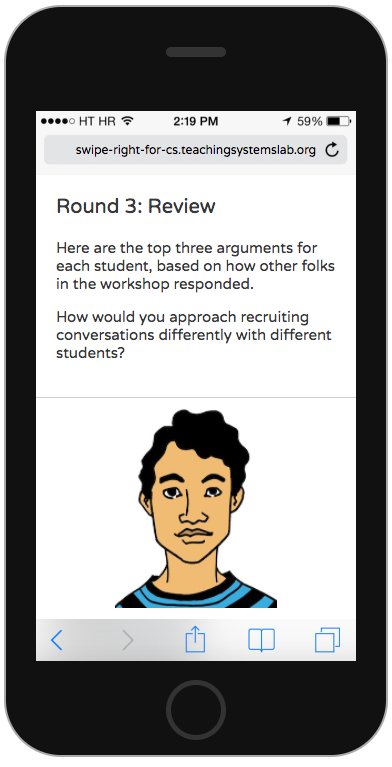 HT HR 2:19 PM 59%
swipe-right-for-cs.teachingsystemslab.org
Round 3: Review
Here are the top three arguments for
each student, based on how other folks
in the workshop responded.
How would you approach recruiting
conversations differently with different
students?